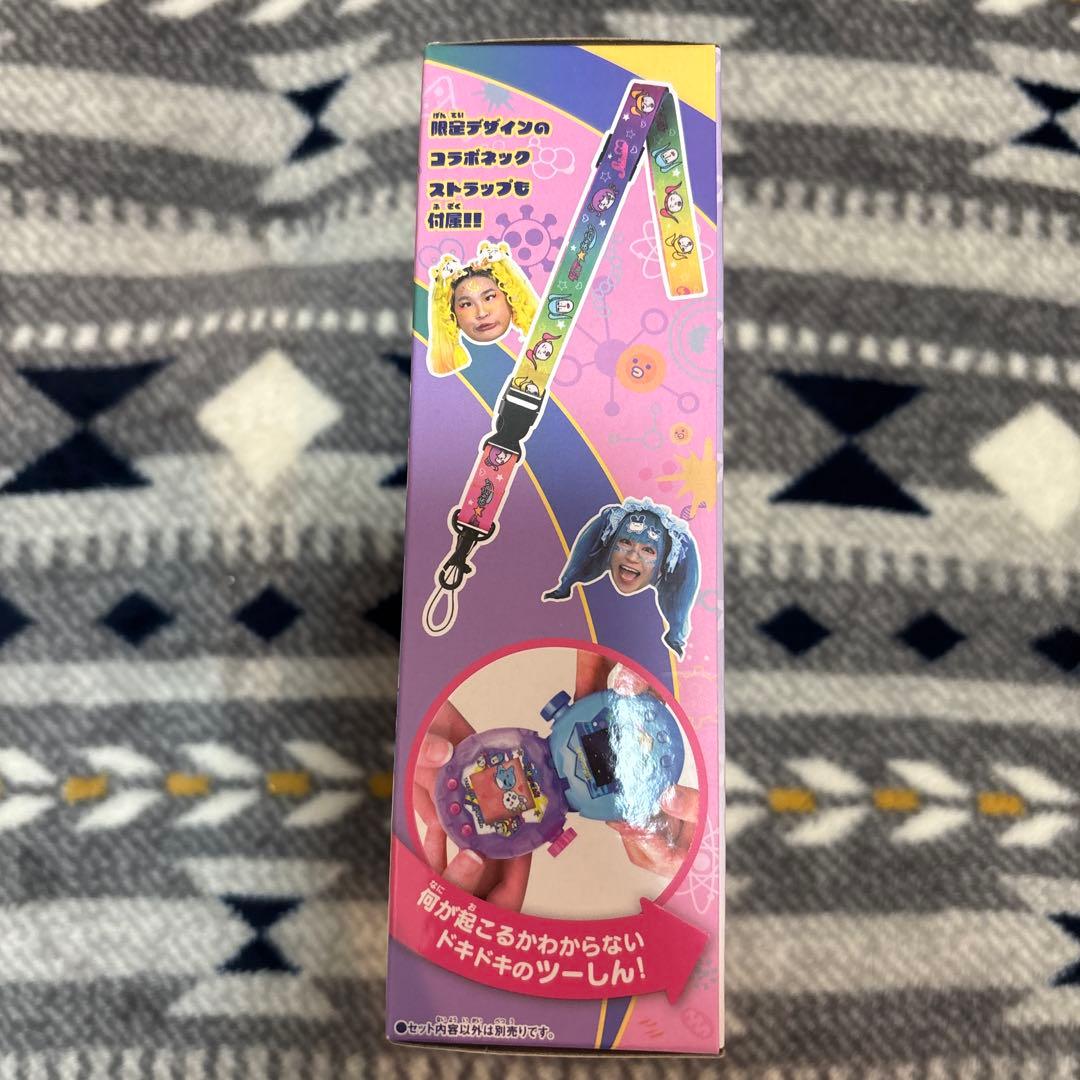 限定デザインの
コラボネック
ストラップも
付属!!
何が起こるかわからない
ドキドキのツーしん!
●セット内容以外は別売りです。